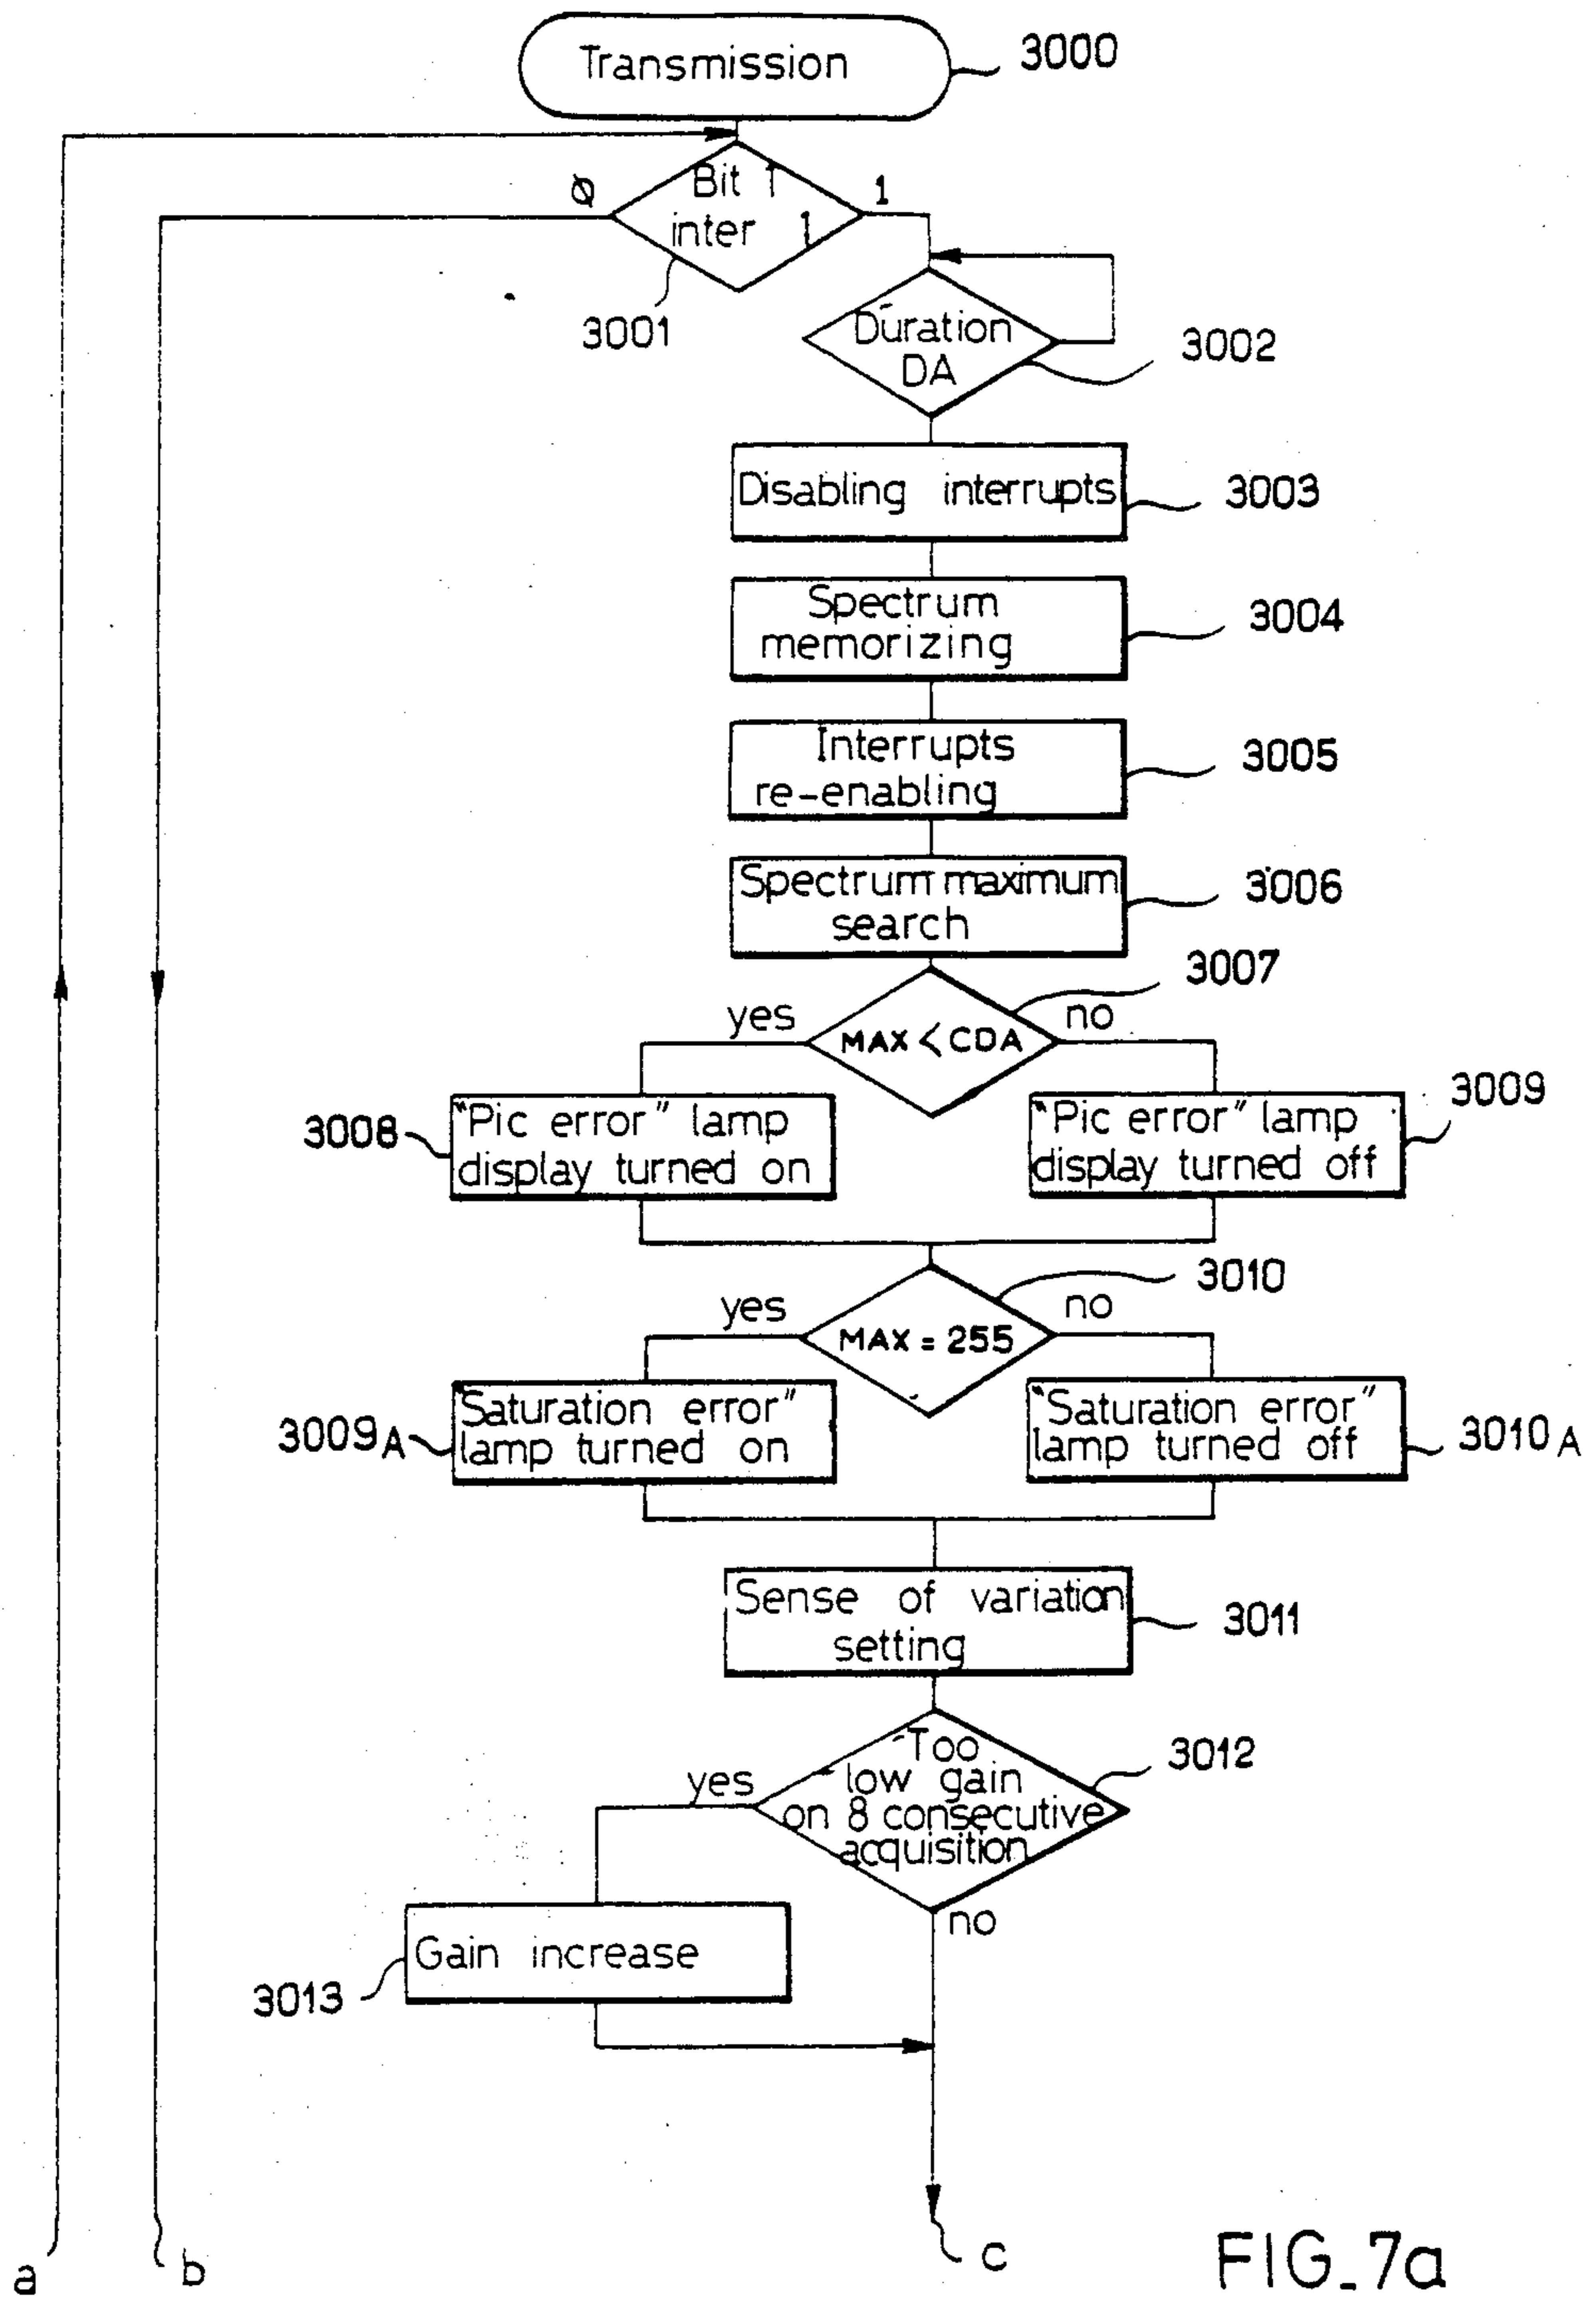 Transmission
3000
Ø
Bit 1
inter 1
1
3001
Duration
DA
3002
Disabling interrupts
3003
Spectrum
memorizing
3004
Interrupts
re-enabling
3005
Spectrum maximum
search
3006
3007
yes
MAX < CDA
no
3008
"Pic error" lamp
display turned on
"Pic error" lamp
display turned off
3009
3010
yes
MAX = 255
no
3009A
"Saturation error"
lamp turned on
"Saturation error"
lamp turned off
3010A
Sense of variation
setting
3011
Too
low gain
on 8 consecutive
acquisition
3012
yes
no
Gain increase
3013
a
b
c
FIG_7a